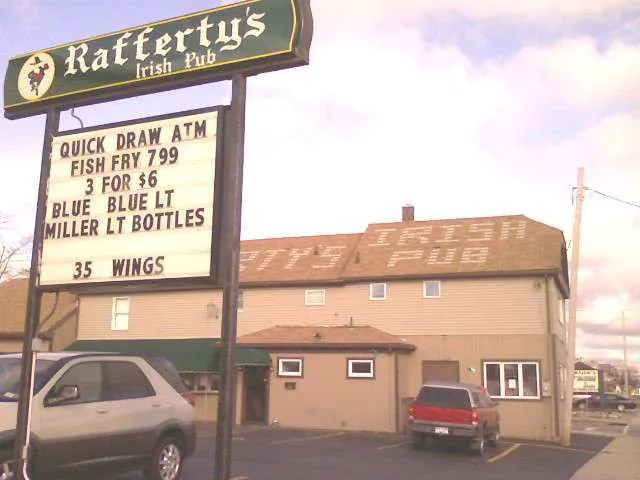 Rafferty's
Irish Pub
QUICK DRAW ATM
FISH FRY 799
3 FOR $6
BLUE BLUE LT
MILLER LT BOTTLES
35 WINGS
RTY'S IRISH
PUB